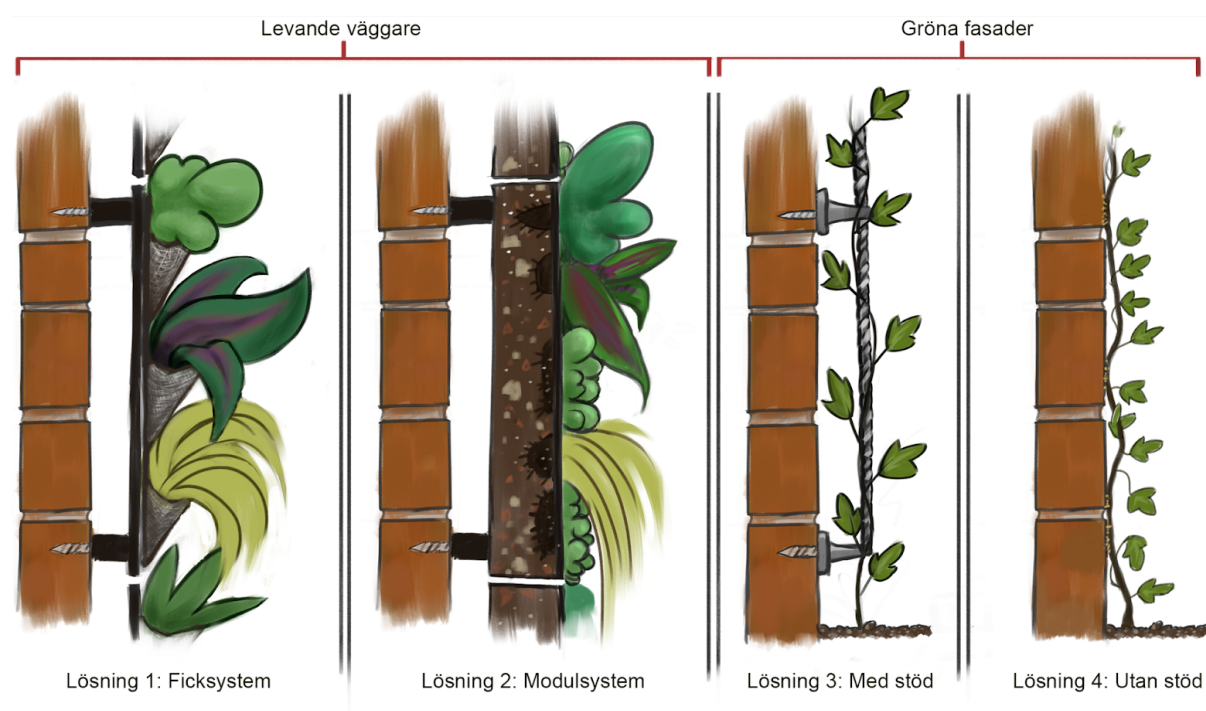 Levande väggare
Gröna fasader
Lösning 1: Ficksystem
Lösning 2: Modulsystem
Lösning 3: Med stöd
Lösning 4: Utan stöd